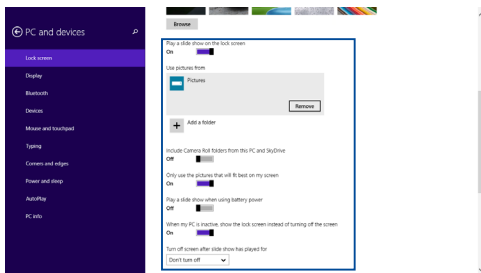 PC and devices
Lock screen
Display
Bluetooth
Devices
Mouse and touchpad
Typing
Corners and edges
Power and sleep
AutoPlay
PC info
Browse
Play a slide show on the lock screen
On
Use pictures from
Pictures
Remove
Add a folder
Include Camera Roll folders from this PC and SkyDrive
Off
Only use the pictures that will fit best on my screen
On
Play a slide show when using battery power
Off
When my PC is inactive, show the lock screen instead of turning off the screen
On
Turn off screen after slide show has played for
Don't turn off